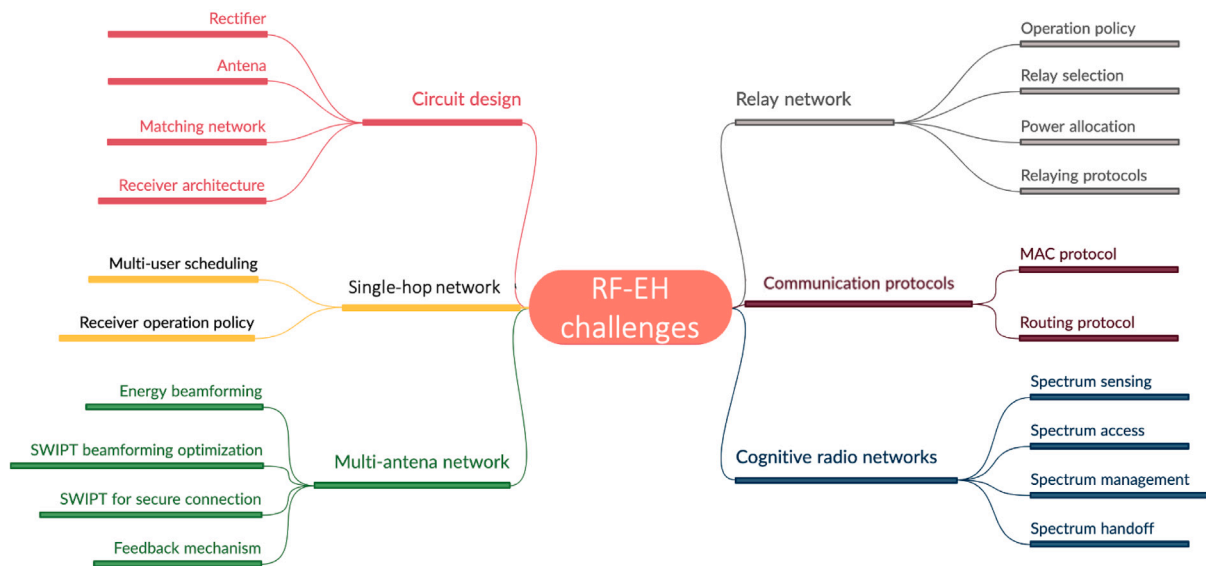 Rectifier
Antena
Matching network
Receiver architecture
Circuit design
Multi-user scheduling
Receiver operation policy
Single-hop network
Energy beamforming
SWIPT beamforming optimization
SWIPT for secure connection
Feedback mechanism
Multi-antena network
RF-EH
challenges
Relay network
Operation policy
Relay selection
Power allocation
Relaying protocols
Communication protocols
MAC protocol
Routing protocol
Cognitive radio networks
Spectrum sensing
Spectrum access
Spectrum management
Spectrum handoff